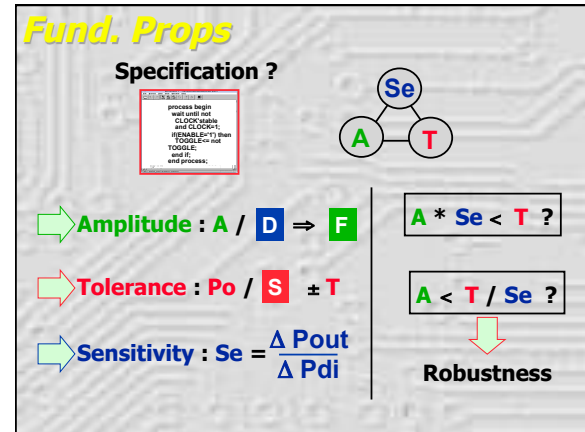 Fund. Props
Specification ?
process begin
wait until not
CLOCK'stable
and CLOCK=1;
if(ENABLE='1') then
TOGGLE<= not
TOGGLE;
end if;
end process;
Se
A
T
Amplitude : A / D ⇒ F
Tolerance : Po / S ± T
Sensitivity : Se = Δ Pout
Δ Pdi
A * Se < T ?
A < T / Se ?
Robustness